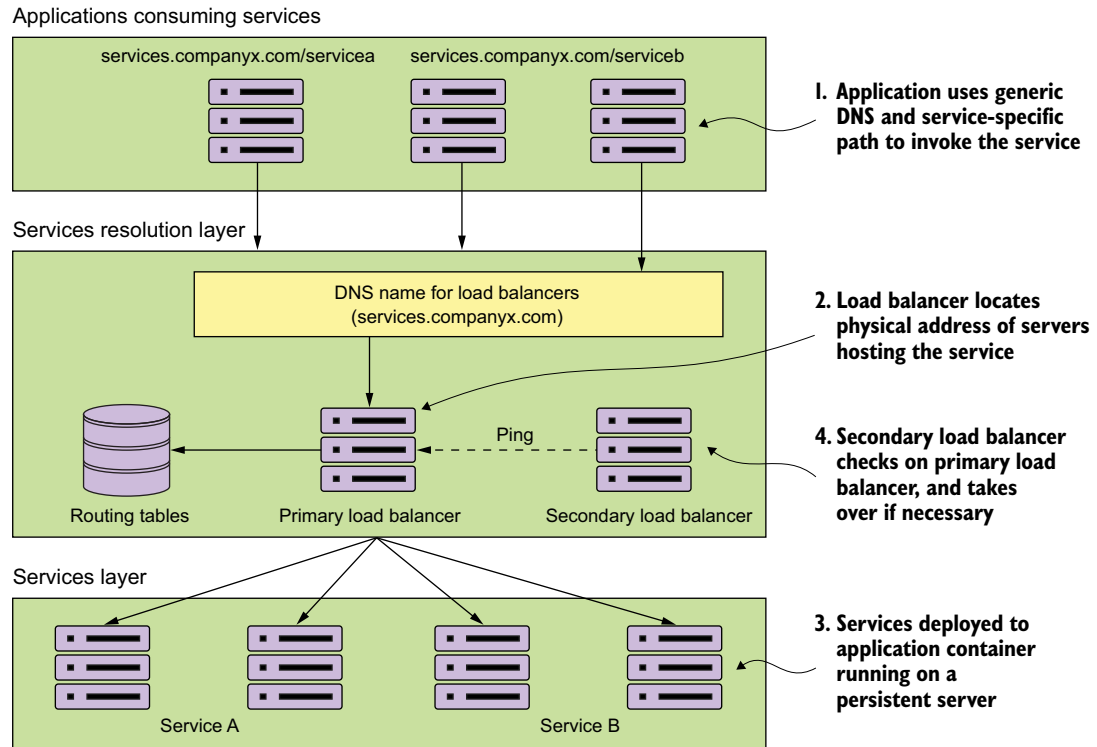 Applications consuming services
services.companyx.com/servicea
services.companyx.com/serviceb
1. Application uses generic
DNS and service-specific
path to invoke the service
Services resolution layer
DNS name for load balancers
(services.companyx.com)
2. Load balancer locates
physical address of servers
hosting the service
Ping
Routing tables
Primary load balancer
Secondary load balancer
4. Secondary load balancer
checks on primary load
balancer, and takes
over if necessary
Services layer
Service A
Service B
3. Services deployed to
application container
running on a
persistent server